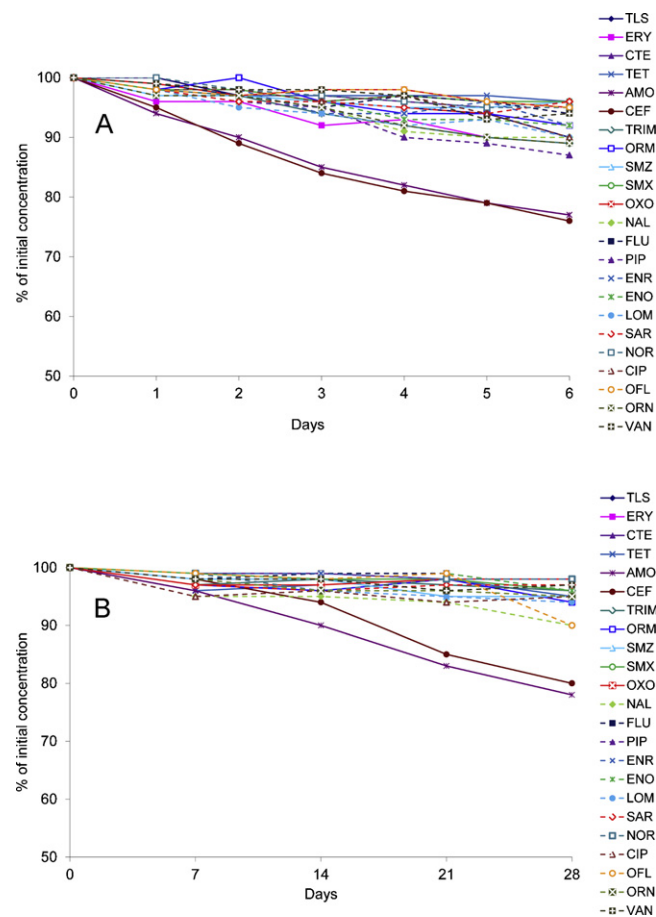 TLS
ERY
CTE
TET
AMO
CEF
TRIM
ORM
SMZ
SMX
OXO
NAL
FLU
PIP
ENR
ENO
LOM
SAR
NOR
CIP
OFL
ORN
VAN
100
90
80
70
60
50
% of initial concentration
A
0 1 2 3 4 5 6
Days
TLS
ERY
CTE
TET
AMO
CEF
TRIM
ORM
SMZ
SMX
OXO
NAL
FLU
PIP
ENR
ENO
LOM
SAR
NOR
CIP
OFL
ORN
VAN
100
90
80
70
60
50
% of initial concentration
B
0 7 14 21 28
Days